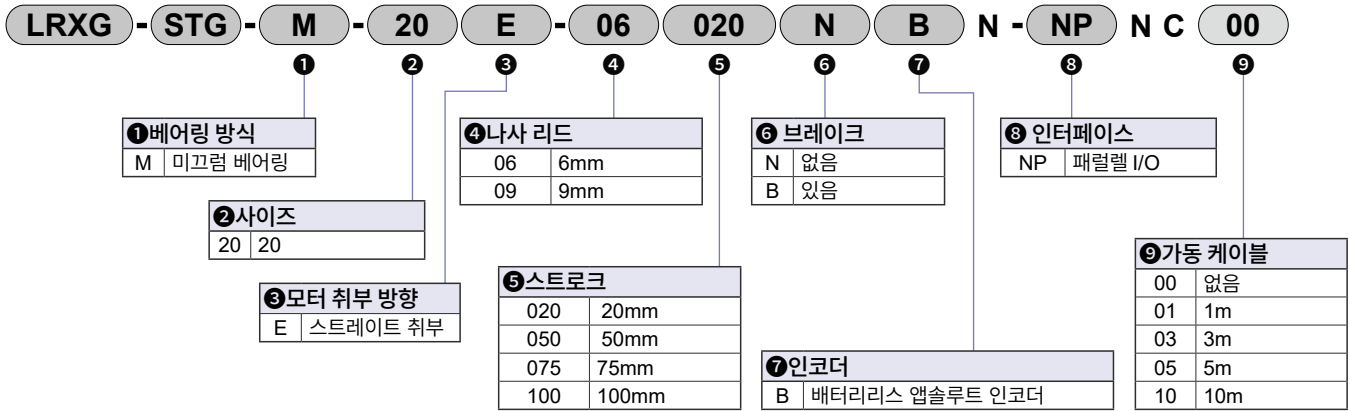 LRXG-STG-M-20E-06020NBN-NPNC00
❶ ❷ ❸ ❹ ❺ ❻ ❼ ❽ ❾
❶베어링 방식
M 미끄럼 베어링
❷사이즈
20 20
❸모터 취부 방향
E 스트레이트 취부
❹나사 리드
06 6mm
09 9mm
❺스트로크
020 20mm
050 50mm
075 75mm
100 100mm
❻ 브레이크
N 없음
B 있음
❼인코더
B 배터리리스 앱솔루트 인코더
❽ 인터페이스
NP 패럴렐 I/O
❾가동 케이블
00 없음
01 1m
03 3m
05 5m
10 10m